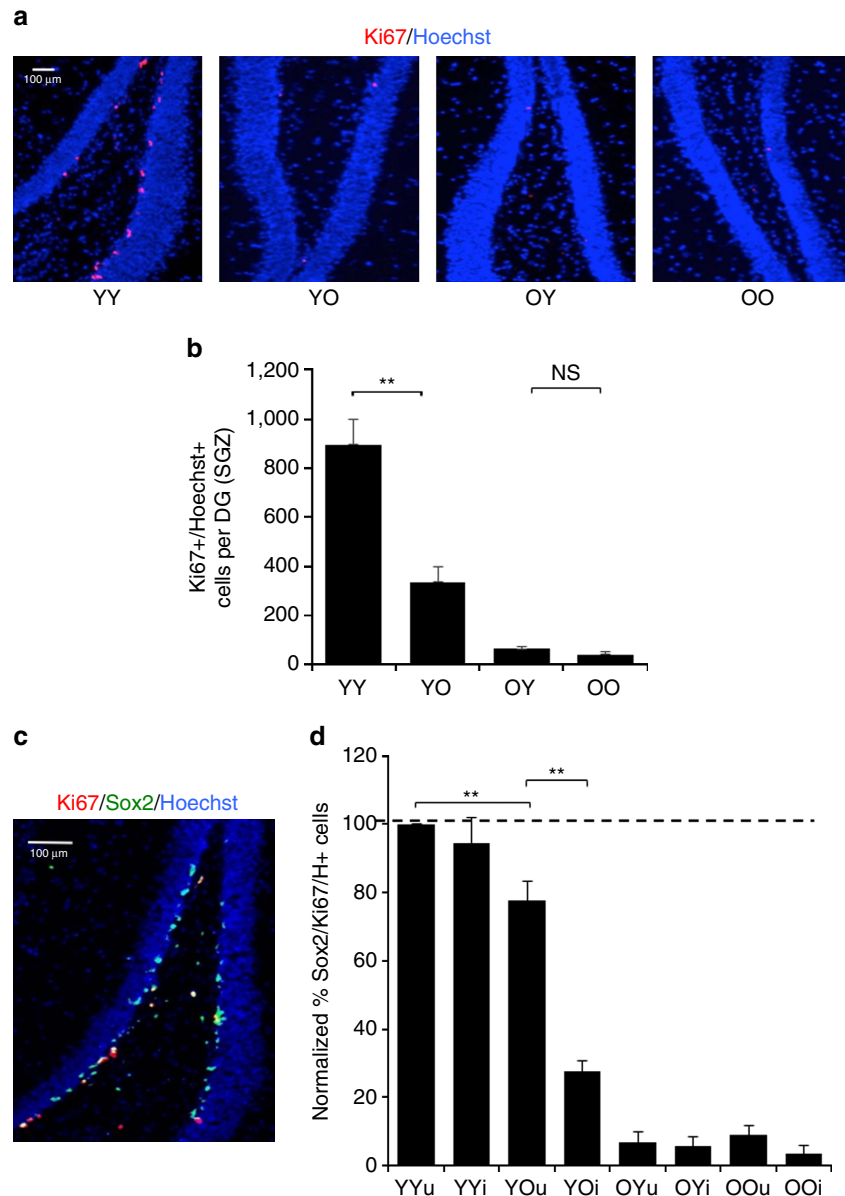 a
Ki67/Hoechst
100 µm
YY
YO
OY
OO
b
Ki67+/Hoechst+
cells per DG (SGZ)
1,200
1,000
800
600
400
200
0
**
NS
YY
YO
OY
OO
c
Ki67/Sox2/Hoechst
100 µm
d
Normalized % Sox2/Ki67/H+ cells
120
100
80
60
40
20
0
**
**
YYu
YYi
YOu
YOi
OYu
OYi
OOu
OOi